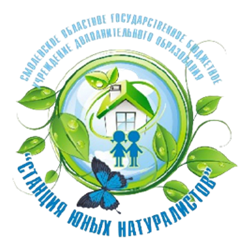 СМОЛЕНСКОЕ ОБЛАСТНОЕ ГОСУДАРСТВЕННОЕ БЮДЖЕТНОЕ
УЧРЕЖДЕНИЕ ДОПОЛНИТЕЛЬНОГО ОБРАЗОВАНИЯ
"СТАНЦИЯ ЮНЫХ НАТУРАЛИСТОВ"